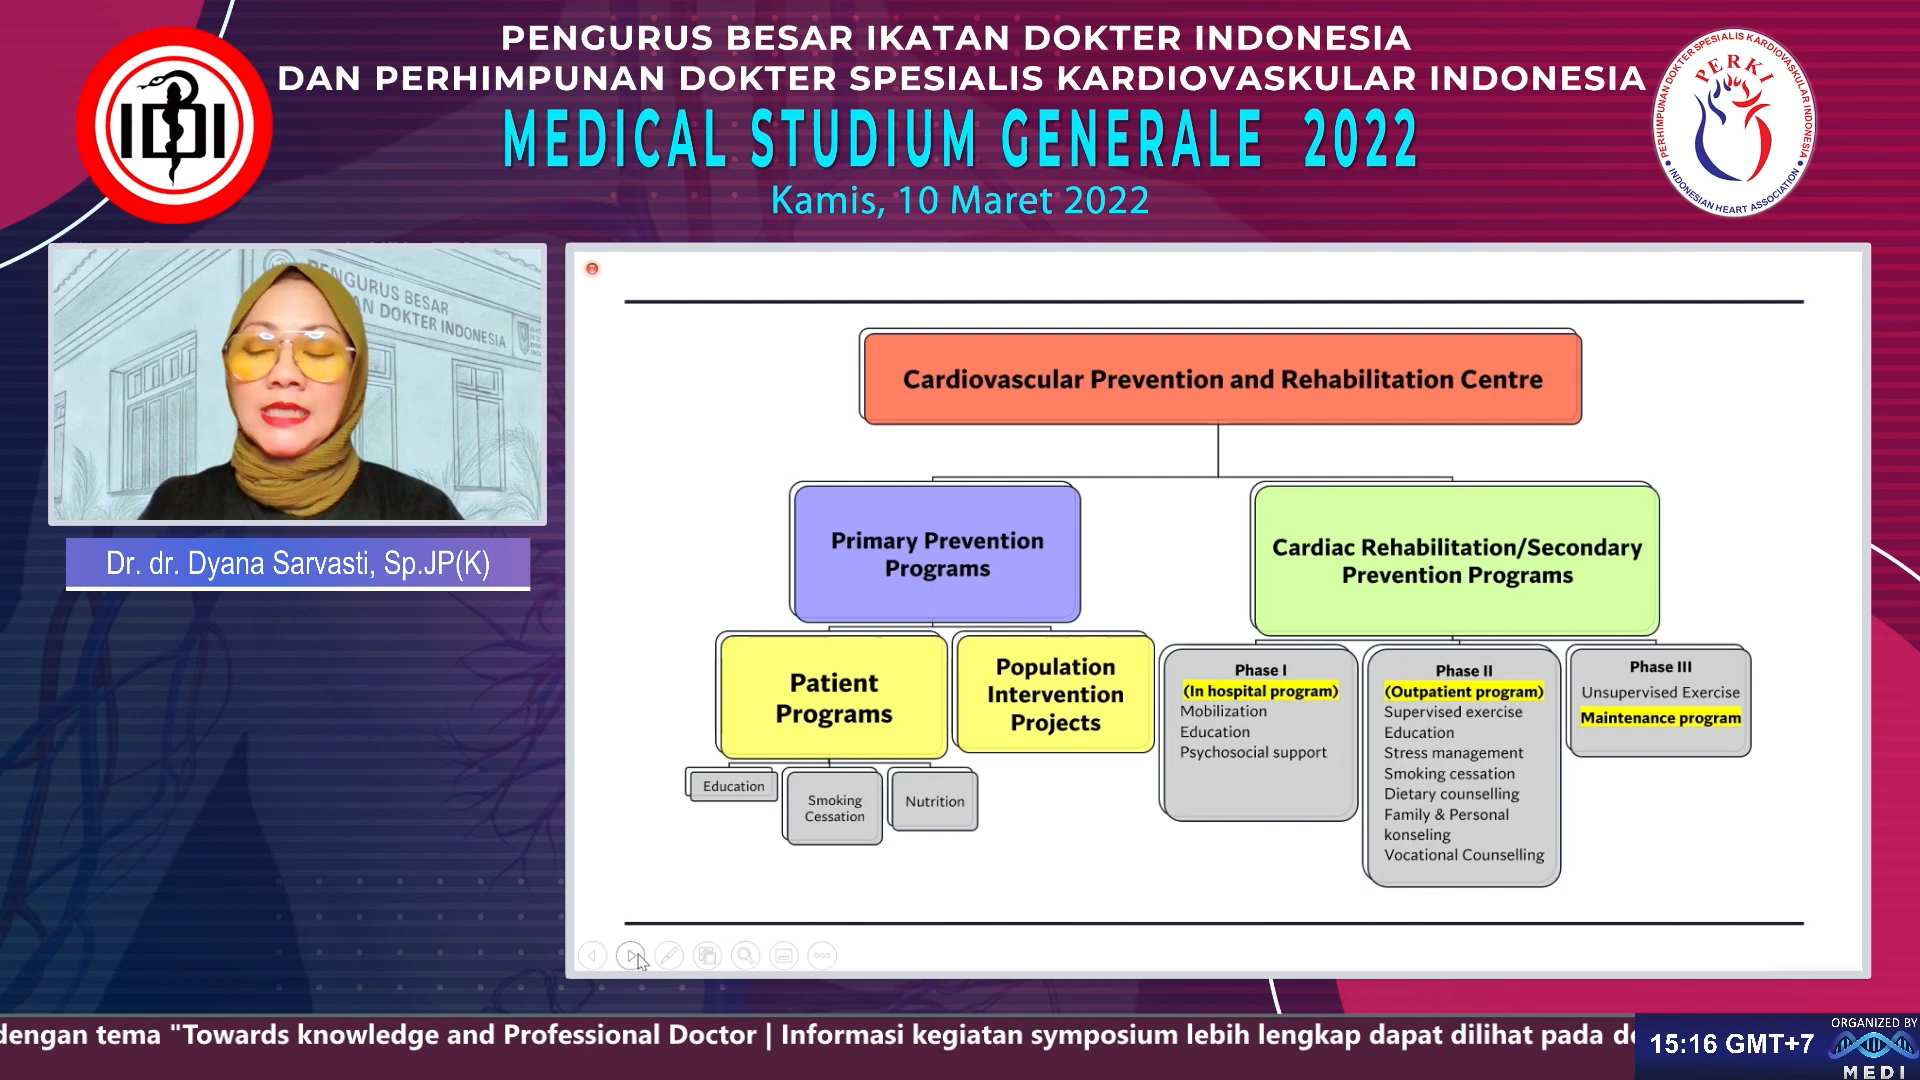 PENGURUS BESAR IKATAN DOKTER INDONESIA
DAN PERHIMPUNAN DOKTER SPESIALIS KARDIOVASKULAR INDONESIA
MEDICAL STUDIUM GENERALE 2022
Kamis, 10 Maret 2022
IDI
PERHIMPUNAN DOKTER SPESIALIS KARDIOVASKULAR INDONESIA
PERKI
INDONESIAN HEART ASSOCIATION
PENGURUS BESAR
DOKTER INDONESIA
Dr. dr. Dyana Sarvasti, Sp.JP(K)
Cardiovascular Prevention and Rehabilitation Centre
Primary Prevention
Programs
Cardiac Rehabilitation/Secondary
Prevention Programs
Patient
Programs
Population
Intervention
Projects
Education
Smoking
Cessation
Nutrition
Phase I
(In hospital program)
Mobilization
Education
Psychosocial support
Phase II
(Outpatient program)
Supervised exercise
Education
Stress management
Smoking cessation
Dietary counselling
Family & Personal
konseling
Vocational Counselling
Phase III
Unsupervised Exercise
Maintenance program
dengan tema "Towards knowledge and Professional Doctor | Informasi kegiatan symposium lebih lengkap dapat dilihat pada
15:16 GMT+7
ORGANIZED BY
MEDI